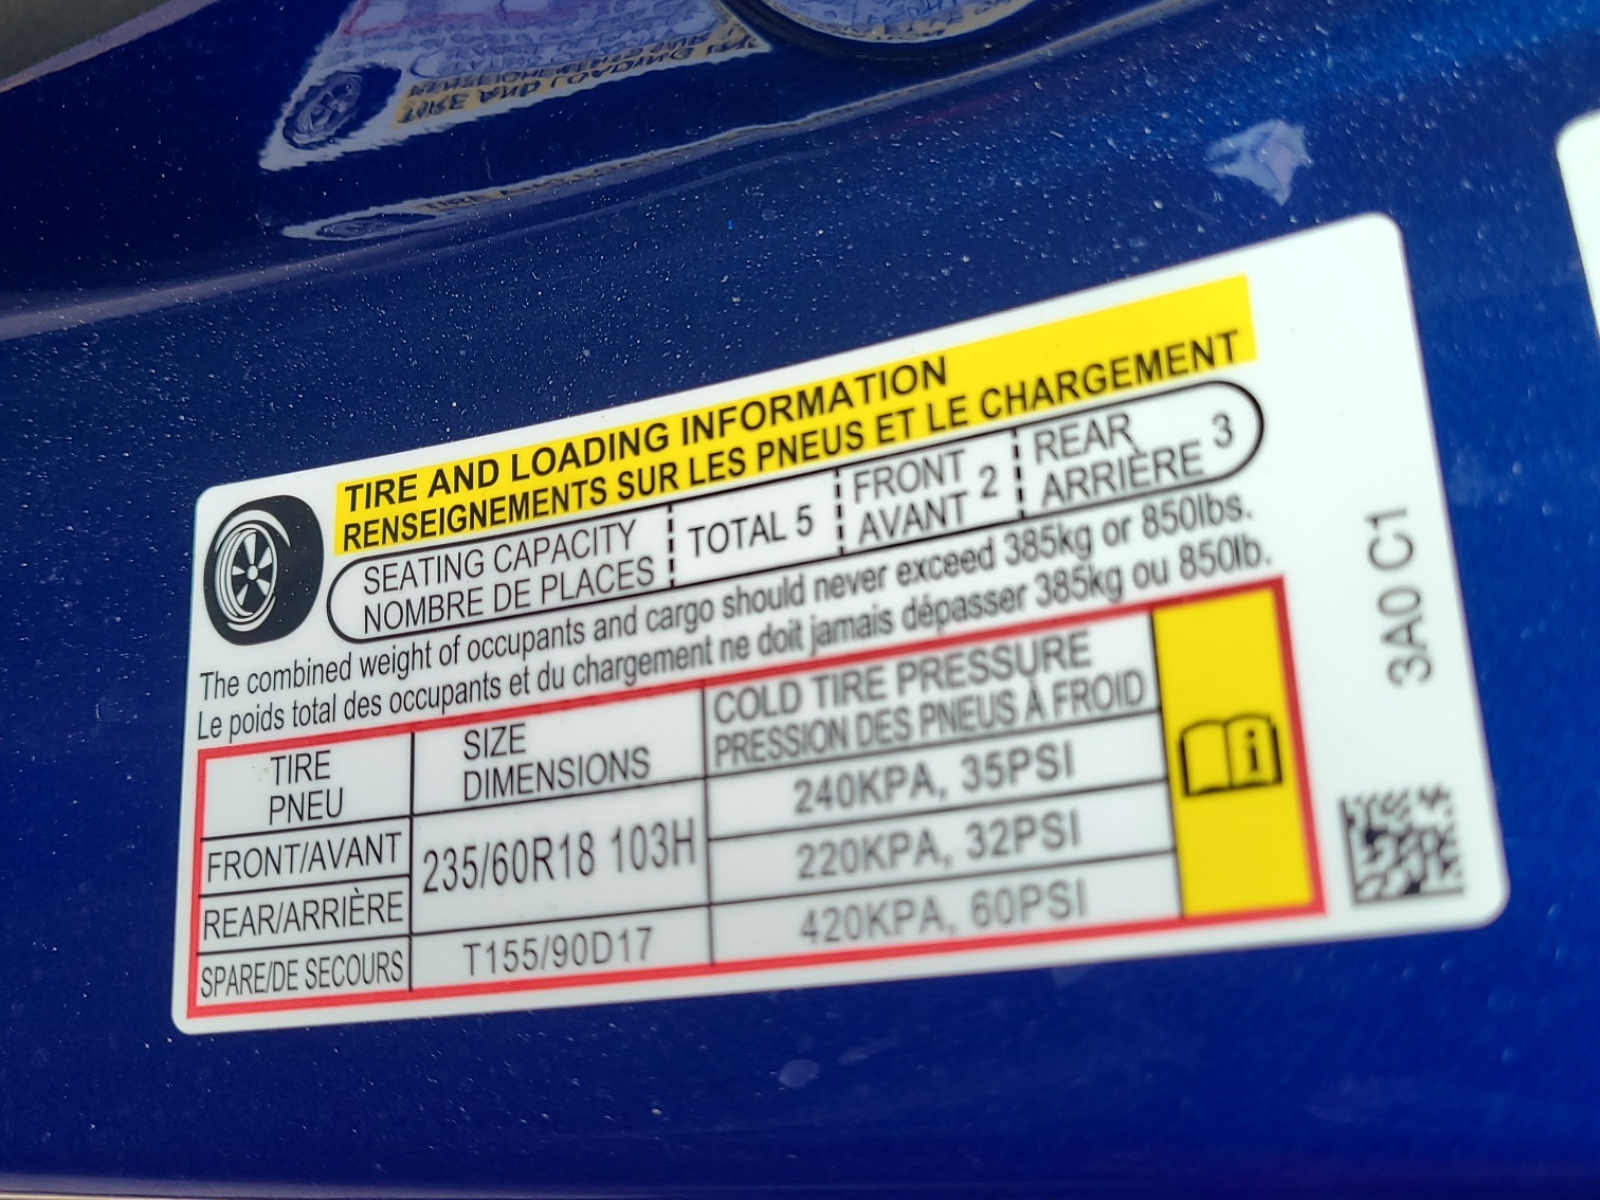 TIRE AND LOADING INFORMATION
RENSEIGNEMENTS SUR LES PNEUS ET LE CHARGEMENT
SEATING CAPACITY
NOMBRE DE PLACES
TOTAL 5
FRONT
AVANT 2
REAR
ARRIÈRE 3
The combined weight of occupants and cargo should never exceed 385kg or 850lbs.
Le poids total des occupants et du chargement ne doit jamais dépasser 385kg ou 850lb.
TIRE
PNEU
SIZE
DIMENSIONS
COLD TIRE PRESSURE
PRESSION DES PNEUS À FROID
FRONT/AVANT
235/60R18 103H
240KPA, 35PSI
REAR/ARRIÈRE
220KPA, 32PSI
SPARE/DE SECOURS
T155/90D17
420KPA, 60PSI
3A0 C1